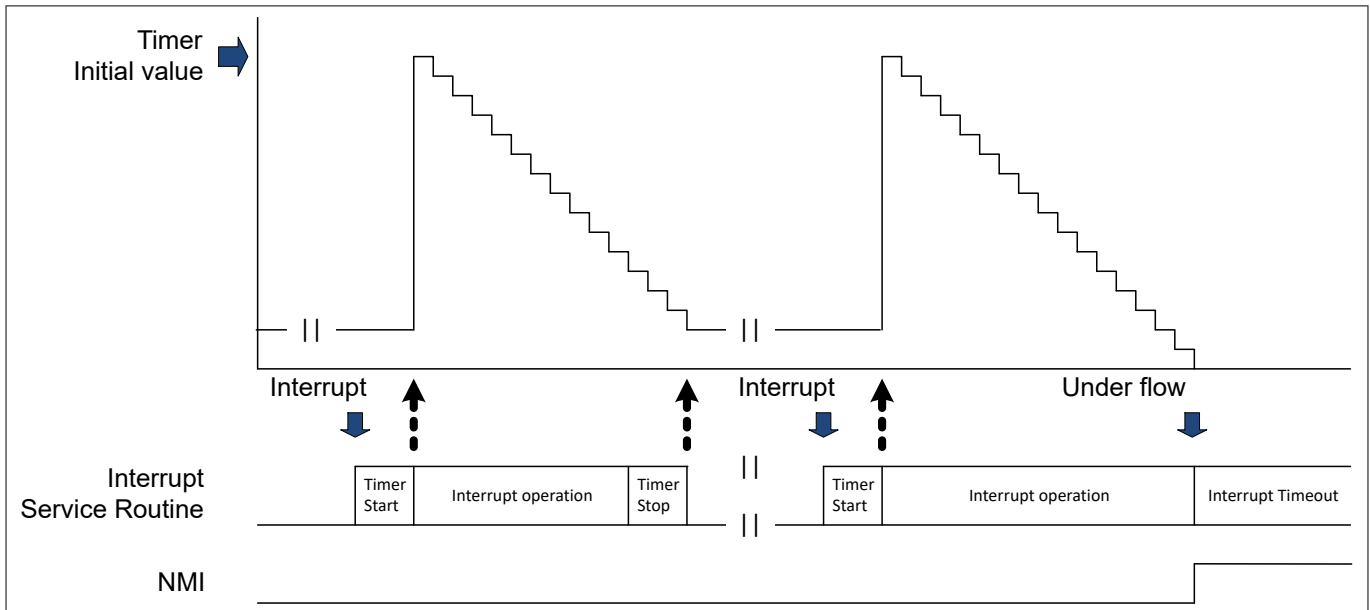 Timer
Initial value
Interrupt
Interrupt
Under flow
Interrupt
Service Routine
Timer
Start
Interrupt operation
Timer
Stop
Timer
Start
Interrupt operation
Interrupt Timeout
NMI